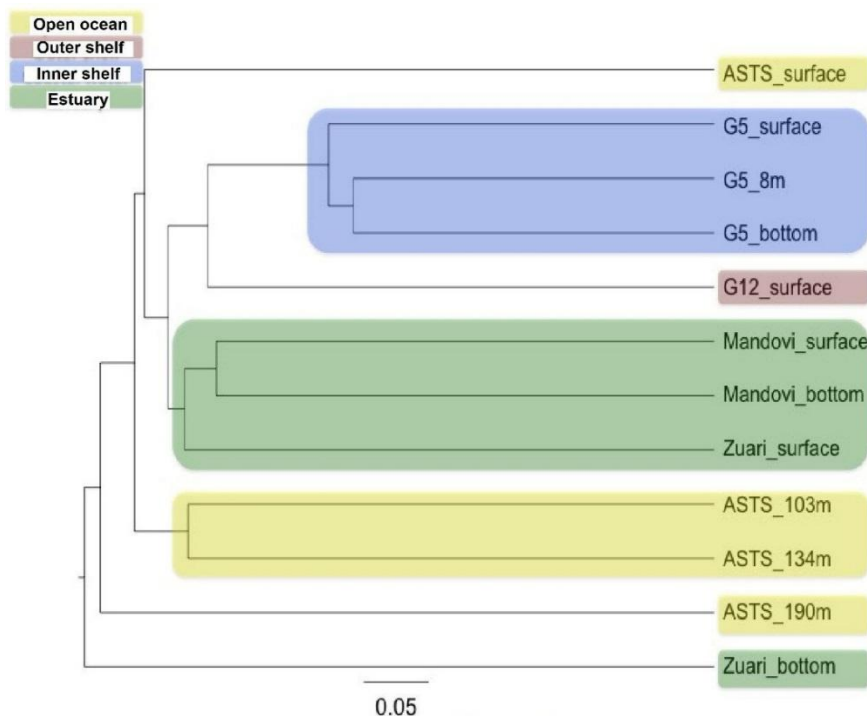 Open ocean
Outer shelf
Inner shelf
Estuary
ASTS_surface
G5_surface
G5_8m
G5_bottom
G12_surface
Mandovi_surface
Mandovi_bottom
Zuari_surface
ASTS_103m
ASTS_134m
ASTS_190m
Zuari_bottom
0.05